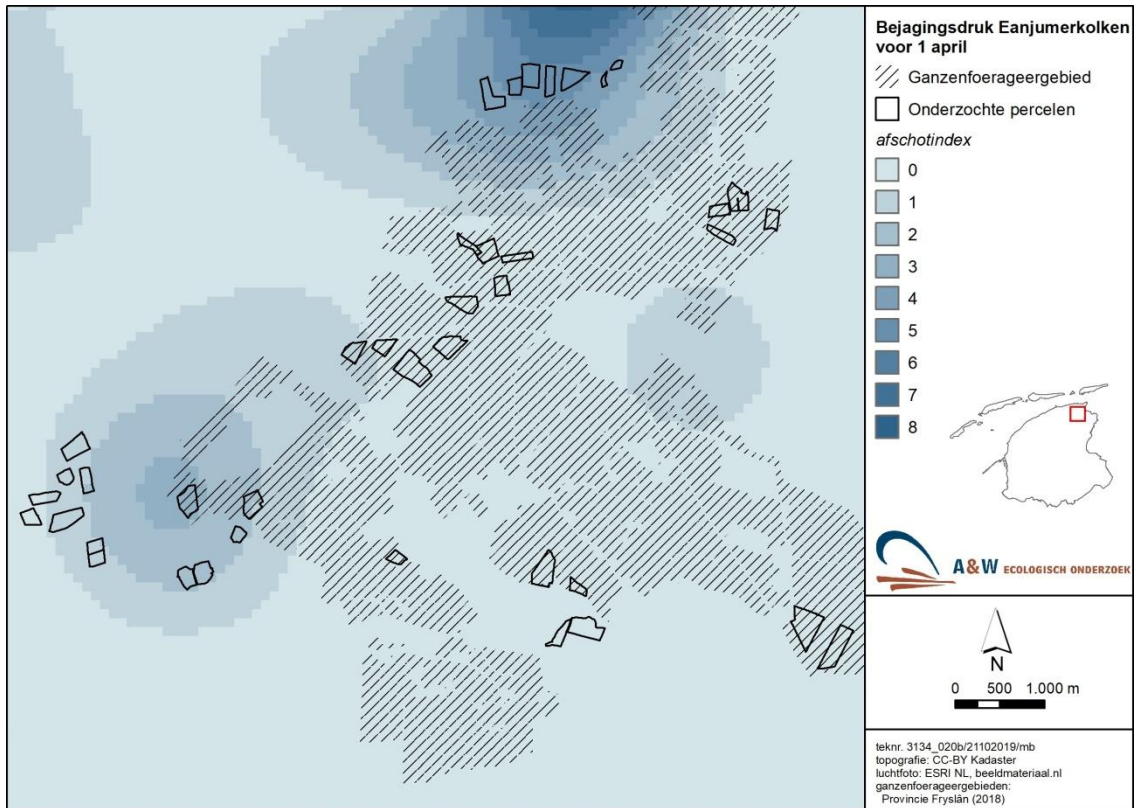 Bejagingsdruk Eanjumerkolken
voor 1 april
Ganzenfoerageergebied
Onderzochte percelen
afschotindex
0
1
2
3
4
5
6
7
8
A&W ECOLOGISCH ONDERZOEK
N
0 500 1.000 m
teknr. 3134_020b/21102019/mb
topografie: CC-BY Kadaster
luchtfoto: ESRI NL, beeldmateriaal.nl
ganzenfoerageergebieden:
Provincie Fryslân (2018)